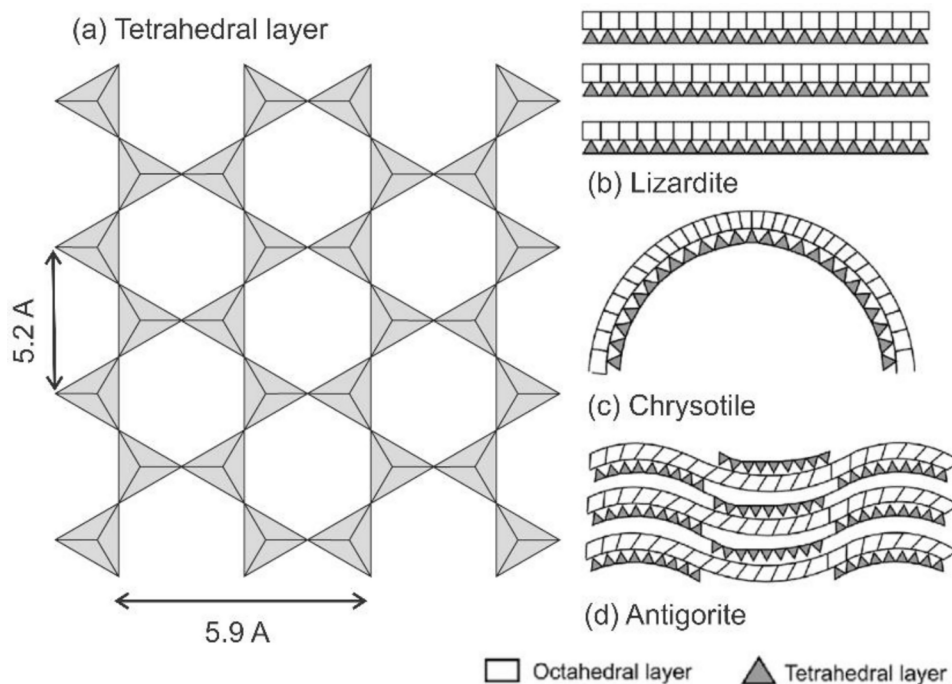 (a) Tetrahedral layer
5.2 A
5.9 A
(b) Lizardite
(c) Chrysotile
(d) Antigorite
Octahedral layer
Tetrahedral layer